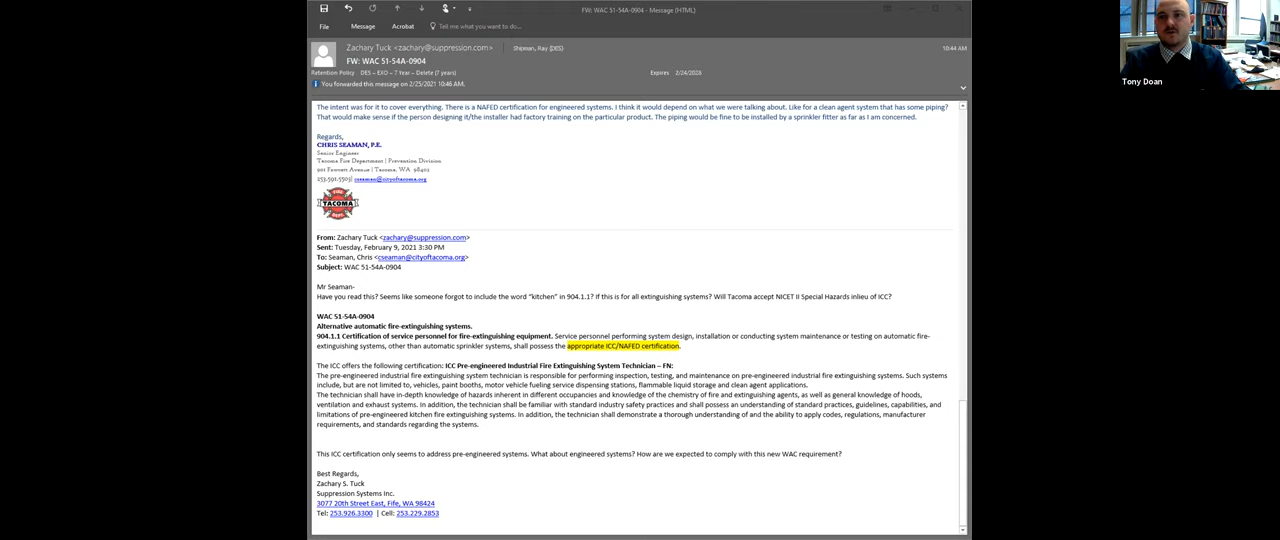 FW: WAC 51-54A-0904 - Message (HTML)
File Message Acrobat Tell me what you want to do...
Zachary Tuck <zachary@suppression.com> Shipman, Ray (DES) 10:44 AM
FW: WAC 51-54A-0904
Retention Policy DES – EXO – 7 Year – Delete (7 years) Expires 2/24/2028
You forwarded this message on 2/25/2021 10:46 AM.
The intent was for it to cover everything. There is a NAFED certification for engineered systems. I think it would depend on what we were talking about. Like for a clean agent system that has some piping?
That would make sense if the person designing it/the installer had factory training on the particular product. The piping would be fine to be installed by a sprinkler fitter as far as I am concerned.
Regards,
CHRIS SEAMAN, P.E.
Senior Engineer
Tacoma Fire Department | Prevention Division
901 Fawcett Avenue | Tacoma, WA 98402
253-591-5503| cseaman@cityoftacoma.org
FIRE
TACOMA
DEPT.
From: Zachary Tuck <zachary@suppression.com>
Sent: Tuesday, February 9, 2021 3:30 PM
To: Seaman, Chris <cseaman@cityoftacoma.org>
Subject: WAC 51-54A-0904
Mr Seaman-
Have you read this? Seems like someone forgot to include the word "kitchen" in 904.1.1? If this is for all extinguishing systems? Will Tacoma accept NICET II Special Hazards inlieu of ICC?
WAC 51-54A-0904
Alternative automatic fire-extinguishing systems.
904.1.1 Certification of service personnel for fire-extinguishing equipment. Service personnel performing system design, installation or conducting system maintenance or testing on automatic fire-
extinguishing systems, other than automatic sprinkler systems, shall possess the appropriate ICC/NAFED certification.
The ICC offers the following certification: ICC Pre-engineered Industrial Fire Extinguishing System Technician – FN:
The pre-engineered industrial fire extinguishing system technician is responsible for performing inspection, testing, and maintenance on pre-engineered industrial fire extinguishing systems. Such systems
include, but are not limited to, vehicles, paint booths, motor vehicle fueling service dispensing stations, flammable liquid storage and clean agent applications.
The technician shall have in-depth knowledge of hazards inherent in different occupancies and knowledge of the chemistry of fire and extinguishing agents, as well as general knowledge of hoods,
ventilation and exhaust systems. In addition, the technician shall be familiar with standard industry safety practices and shall possess an understanding of standard practices, guidelines, capabilities, and
limitations of pre-engineered kitchen fire extinguishing systems. In addition, the technician shall demonstrate a thorough understanding of and the ability to apply codes, regulations, manufacturer
requirements, and standards regarding the systems.
This ICC certification only seems to address pre-engineered systems. What about engineered systems? How are we expected to comply with this new WAC requirement?
Best Regards,
Zachary S. Tuck
Suppression Systems Inc.
3077 20th Street East, Fife, WA 98424
Tel: 253.926.3300 | Cell: 253.229.2853
Tony Doan